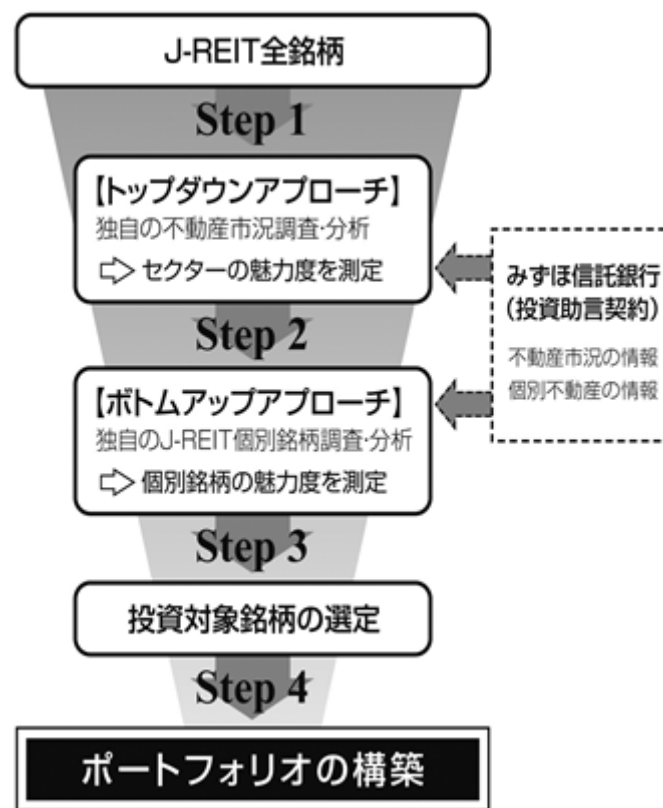 J-REIT全銘柄
Step 1
【トップダウンアプローチ】
独自の不動産市況調査・分析
⇨ セクターの魅力度を測定
みずほ信託銀行
(投資助言契約)
不動産市況の情報
個別不動産の情報
Step 2
【ボトムアップアプローチ】
独自のJ-REIT個別銘柄調査・分析
⇨ 個別銘柄の魅力度を測定
Step 3
投資対象銘柄の選定
Step 4
ポートフォリオの構築